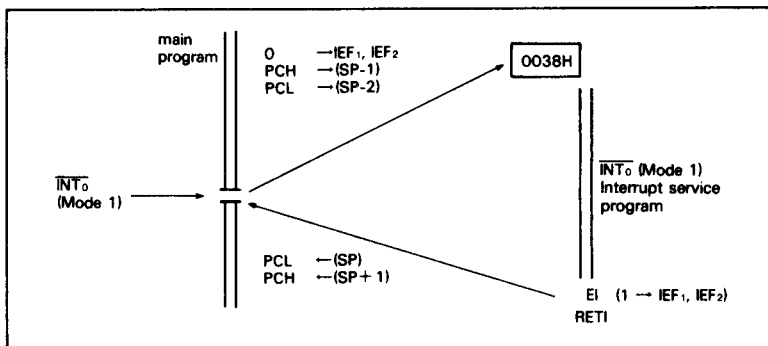 main
program
O →IEF₁, IEF₂
PCH →(SP-1)
PCL →(SP-2)
0038H
INT₀
(Mode 1)
INT₀ (Mode 1)
Interrupt service
program
PCL ←(SP)
PCH ←(SP+1)
EI (1 → IEF₁, IEF₂)
RETI